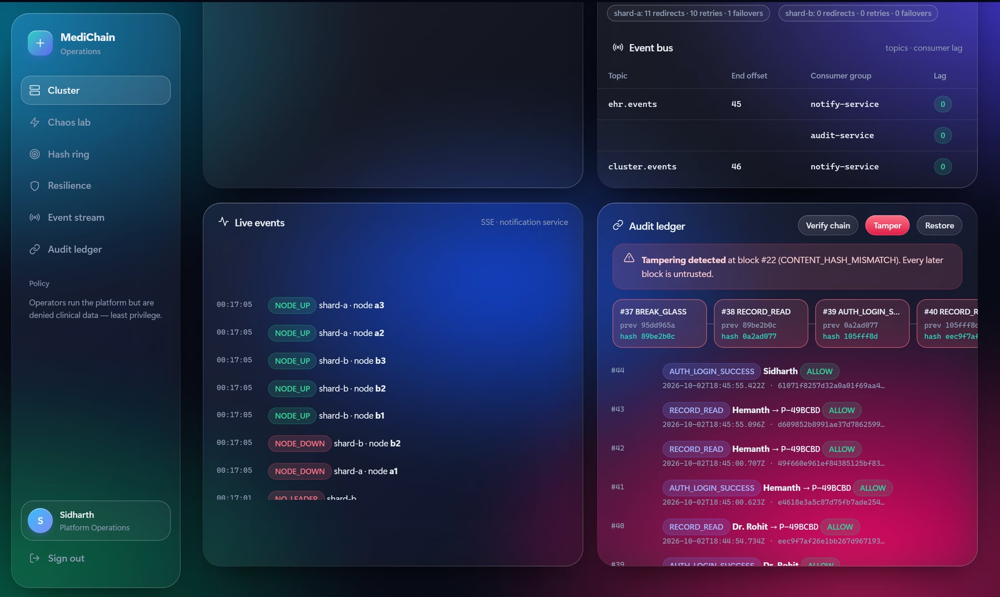 MediChain
Operations
Cluster
Chaos lab
Hash ring
Resilience
Event stream
Audit ledger
Policy
Operators run the platform but are
denied clinical data — least privilege.
S
Sidharth
Platform Operations
Sign out
shard-a: 11 redirects · 10 retries · 1 failovers
shard-b: 0 redirects · 0 retries · 0 failovers
Event bus
topics · consumer lag
Topic End offset Consumer group Lag
ehr.events 45 notify-service 0
audit-service 0
cluster.events 46 notify-service 0
Live events
SSE · notification service
00:17:05 NODE_UP shard-a · node a3
00:17:05 NODE_UP shard-a · node a2
00:17:05 NODE_UP shard-b · node b3
00:17:05 NODE_UP shard-b · node b2
00:17:05 NODE_UP shard-b · node b1
00:17:05 NODE_DOWN shard-b · node b2
00:17:05 NODE_DOWN shard-a · node a1
00:17:01 NO_LEADER shard-b
Audit ledger
Verify chain
Tamper
Restore
Tampering detected at block #22 (CONTENT_HASH_MISMATCH). Every later
block is untrusted.
#37 BREAK_GLASS
prev 95dd965a
hash 89be2b0c
#38 RECORD_READ
prev 89be2b0c
hash 0a2ad077
#39 AUTH_LOGIN_S...
prev 0a2ad077
hash 105fff8d
#40 RECORD_R
prev 105fff8d
hash eec9f7af
#44 AUTH_LOGIN_SUCCESS Sidharth ALLOW
2026-10-02T18:45:55.422Z · 61071f8257d32a0a01f69aa4…
#43 RECORD_READ Hemanth → P-49BCBD ALLOW
2026-10-02T18:45:55.096Z · d609852b8991ae37d7862599…
#42 RECORD_READ Hemanth → P-49BCBD ALLOW
2026-10-02T18:45:00.707Z · 49f660e961ef84385125bf83…
#41 AUTH_LOGIN_SUCCESS Hemanth → P-49BCBD ALLOW
2026-10-02T18:45:00.623Z · e4618e3a5c87d75fb7ade254…
#40 RECORD_READ Dr. Rohit → P-49BCBD ALLOW
2026-10-02T18:44:54.734Z · eec9f7af26e1bb267d967193…
#39 AUTH_LOGIN_SUCCESS Dr. Rohit ALLOW